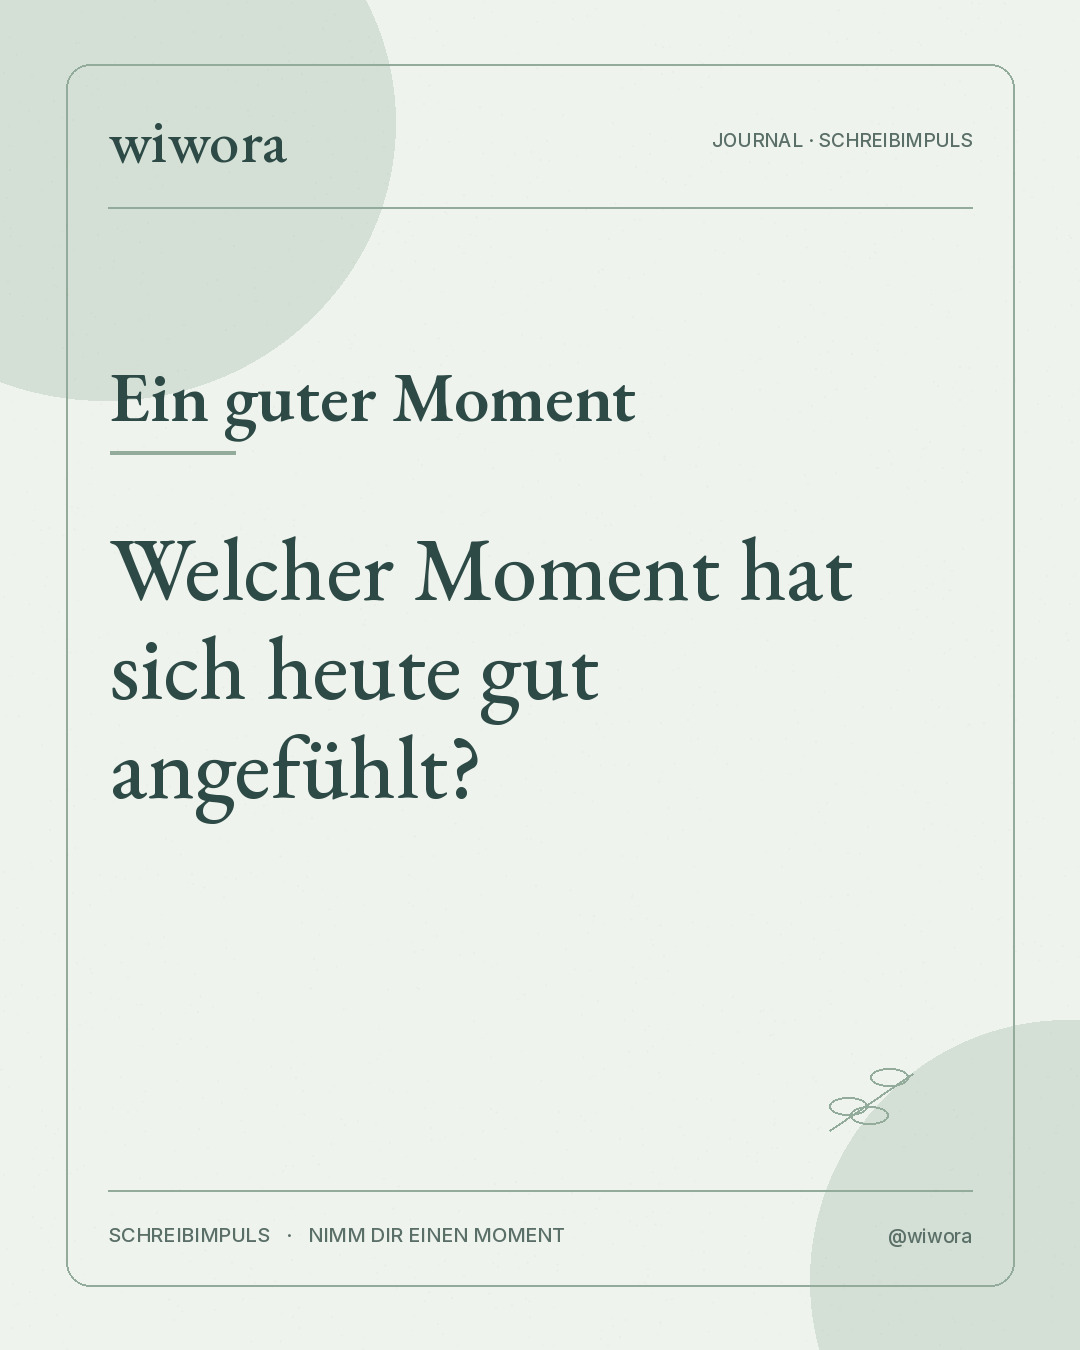 wiwora
JOURNAL · SCHREIBIMPULS
Ein guter Moment
Welcher Moment hat
sich heute gut
angefühlt?
SCHREIBIMPULS · NIMM DIR EINEN MOMENT
@wiwora